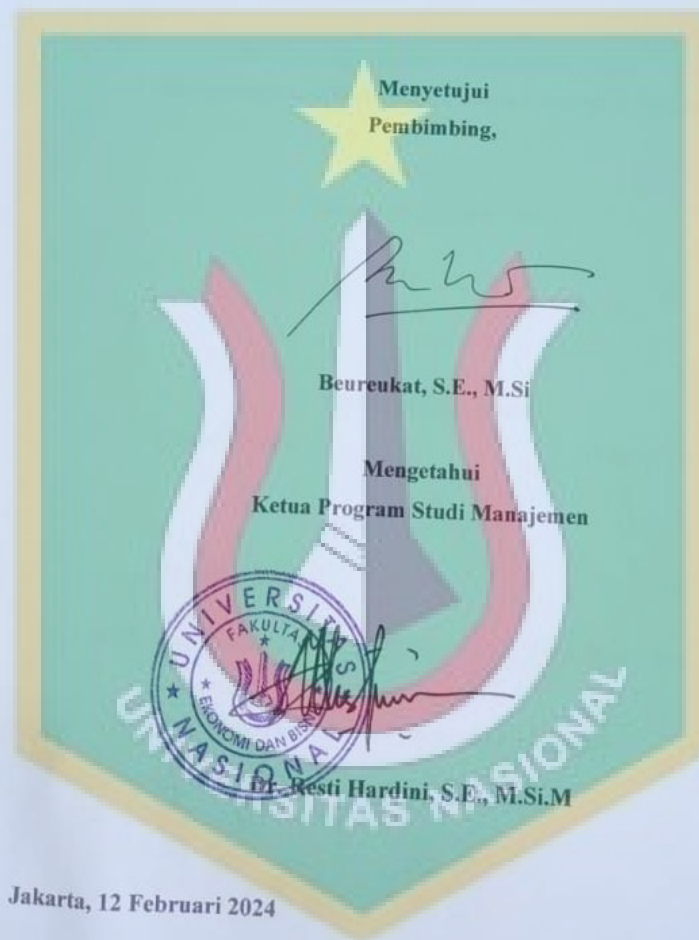 Menyetujui
Pembimbing,
Beureukat, S.E., M.Si
Mengetahui
Ketua Program Studi Manajemen
UNIVERSITAS NASIONAL
FAKULTAS
EKONOMI DAN BISNIS
Dr. Resti Hardini, S.E., M.Si.M
UNIVERSITAS NASIONAL
Jakarta, 12 Februari 2024